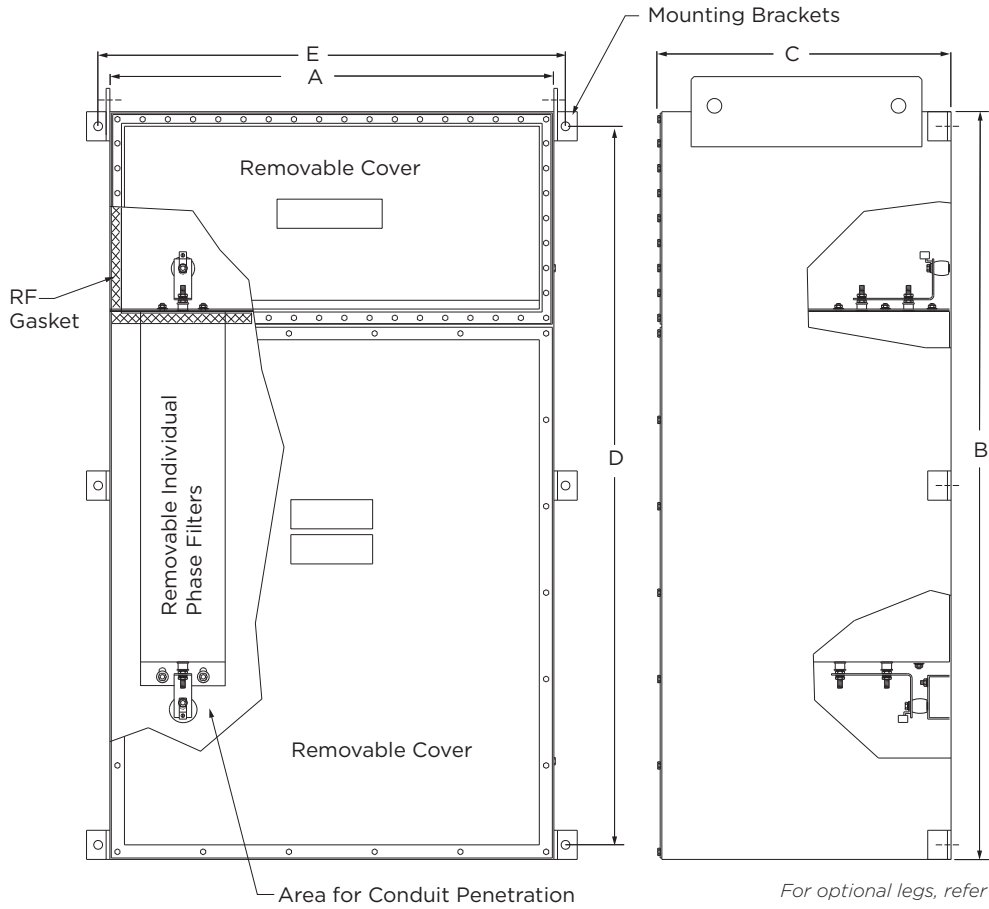 Mounting Brackets
E
C
A
Removable Cover
RF
Gasket
D
B
Removable Individual
Phase Filters
Removable Cover
Area for Conduit Penetration
For optional legs, refer